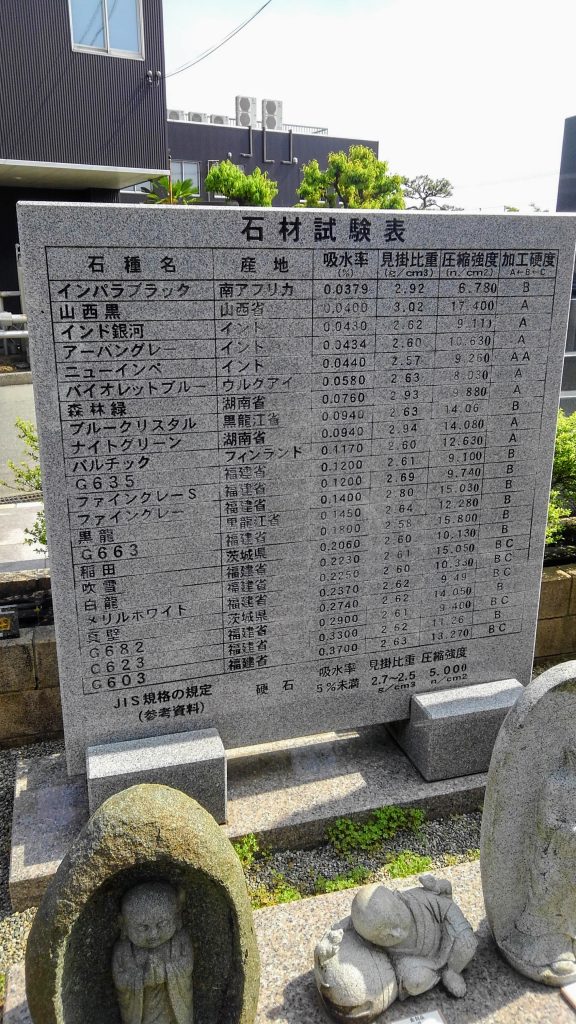 石材試験表
石種名 産地 吸水率(%) 見掛比重(g/cm3) 圧縮強度(n/cm2) 加工硬度 A←B←C
インパラブラック 南アフリカ 0.0379 2.92 6.780 B
山西黒 山西省 0.0400 3.02 17.400 A
インド銀河 イント 0.0430 2.62 9.111 A
アーバングレー イント 0.0434 2.60 10.630 A
ニューインペ イント 0.0440 2.57 9.260 AA
バイオレットブルー ウルグアイ 0.0580 2.63 8.030 A
森林緑 湖南省 0.0760 2.93 9.880 A
ブルークリスタル 黒龍江省 0.0940 2.63 14.06 B
ナイトグリーン 湖南省 0.0940 2.94 14.080 A
バルチック フィンランド 0.1170 2.60 12.630 A
G635 福建省 0.1200 2.61 9.100 B
ファイングレーS 福建省 0.1200 2.69 9.740 B
ファイングレー 福建省 0.1400 2.80 15.030 B
黒龍 黒龍江省 0.1450 2.64 12.280 B
G663 福建省 0.1800 2.58 15.800 B
稲田 茨城県 0.2060 2.60 10.130 B
吹雪 福建省 0.2230 2.61 15.050 BC
白龍 福建省 0.2250 2.60 10.330 BC
メリルホワイト 福建省 0.2370 2.62 9.49 BC
真壁 茨城県 0.2740 2.62 14.050 B
G682 福建省 0.2900 2.61 9.400 BC
G623 福建省 0.3300 2.62 11.26 B
G603 福建省 0.3700 2.63 13.270 BC
JIS規格の規定 硬石 吸水率 見掛比重 圧縮強度
(参考資料) 5%未満 2.7~2.5 g/cm3 5.000 n/cm2